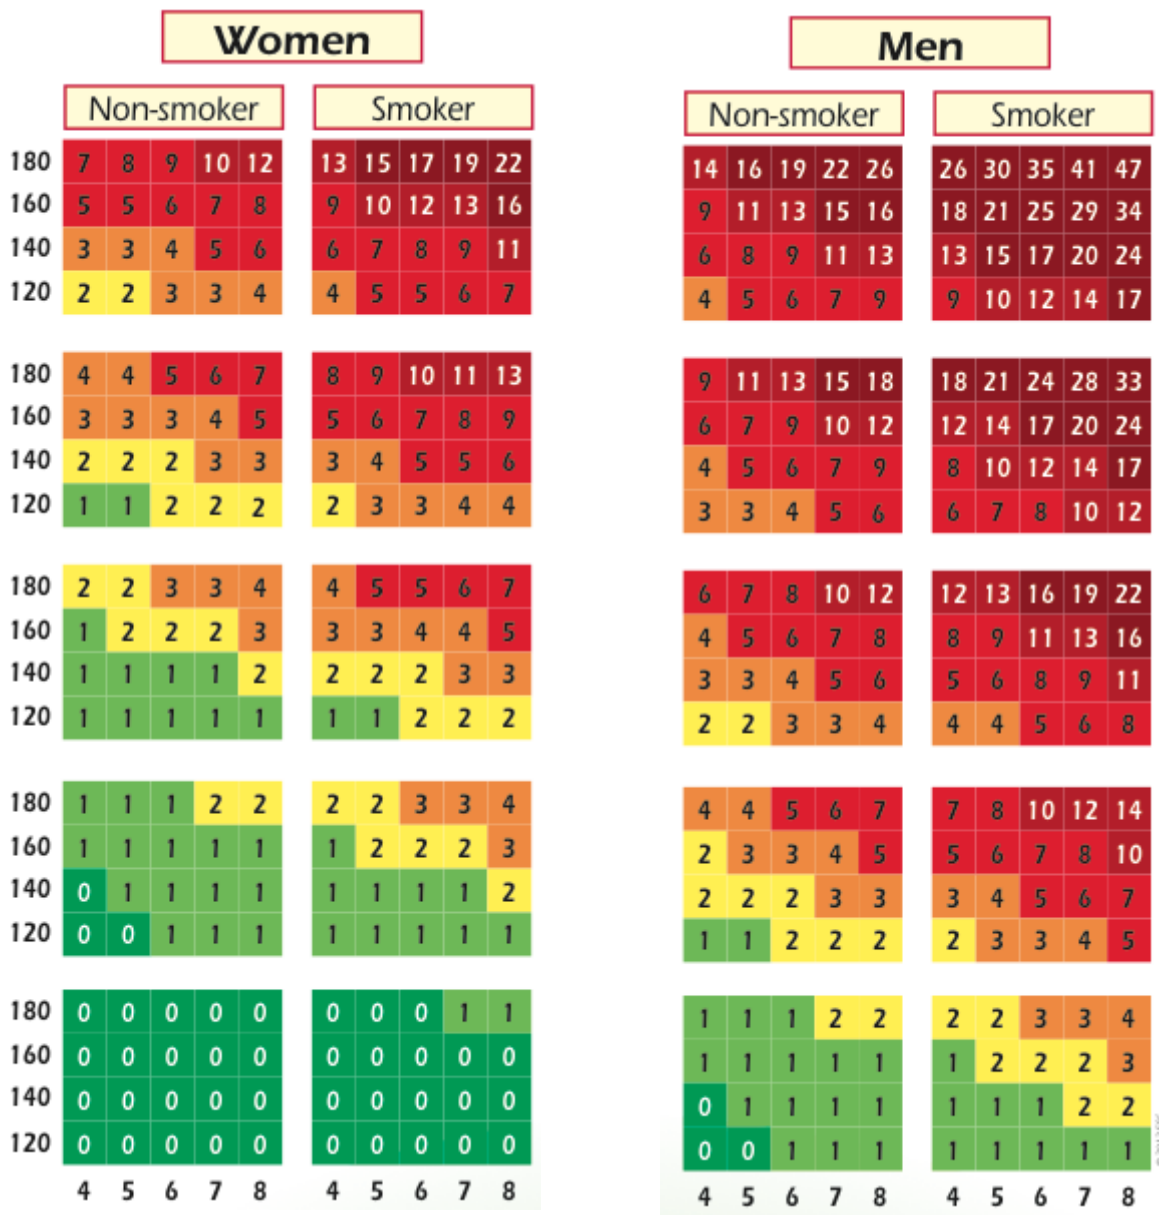 Women
Non-smoker Smoker
180 7 8 9 10 12 13 15 17 19 22
160 5 5 6 7 8 9 10 12 13 16
140 3 3 4 5 6 6 7 8 9 11
120 2 2 3 3 4 4 5 5 6 7
180 4 4 5 6 7 8 9 10 11 13
160 3 3 3 4 5 5 6 7 8 9
140 2 2 2 3 3 3 4 5 5 6
120 1 1 2 2 2 2 3 3 4 4
180 2 2 3 3 4 4 5 5 6 7
160 1 2 2 2 3 3 3 4 4 5
140 1 1 1 1 2 2 2 2 3 3
120 1 1 1 1 1 1 1 2 2 2
180 1 1 1 2 2 2 2 3 3 4
160 1 1 1 1 1 1 2 2 2 3
140 0 1 1 1 1 1 1 1 1 2
120 0 0 1 1 1 1 1 1 1 1
180 0 0 0 0 0 0 0 0 1 1
160 0 0 0 0 0 0 0 0 0 0
140 0 0 0 0 0 0 0 0 0 0
120 0 0 0 0 0 0 0 0 0 0
4 5 6 7 8 4 5 6 7 8
Men
Non-smoker Smoker
14 16 19 22 26 26 30 35 41 47
9 11 13 15 16 18 21 25 29 34
6 8 9 11 13 13 15 17 20 24
4 5 6 7 9 9 10 12 14 17
9 11 13 15 18 18 21 24 28 33
6 7 9 10 12 12 14 17 20 24
4 5 6 7 9 8 10 12 14 17
3 3 4 5 6 6 7 8 10 12
6 7 8 10 12 12 13 16 19 22
4 5 6 7 8 8 9 11 13 16
3 3 4 5 6 5 6 8 9 11
2 2 3 3 4 4 4 5 6 8
4 4 5 6 7 7 8 10 12 14
2 3 3 4 5 5 6 7 8 10
2 2 2 3 3 3 4 5 6 7
1 1 2 2 2 2 3 3 4 5
1 1 1 2 2 2 2 3 3 4
1 1 1 1 1 1 2 2 2 3
0 1 1 1 1 1 1 1 2 2
0 0 1 1 1 1 1 1 1 1
4 5 6 7 8 4 5 6 7 8